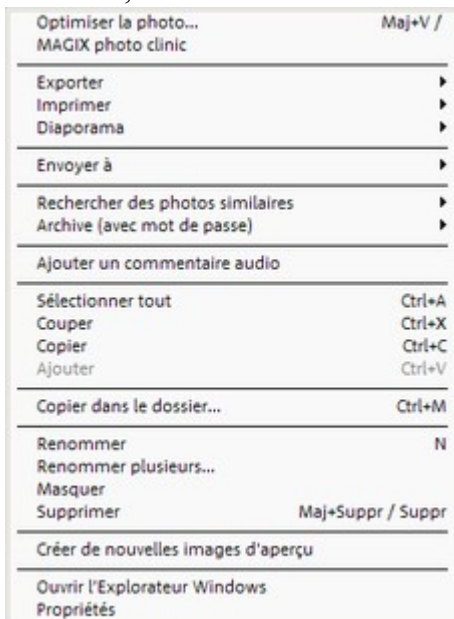 Optimiser la photo... Maj+V /
MAGIX photo clinic
Exporter
Imprimer
Diaporama
Envoyer à
Rechercher des photos similaires
Archive (avec mot de passe)
Ajouter un commentaire audio
Sélectionner tout Ctrl+A
Couper Ctrl+X
Copier Ctrl+C
Ajouter Ctrl+V
Copier dans le dossier... Ctrl+M
Renommer N
Renommer plusieurs...
Masquer
Supprimer Maj+Suppr / Suppr
Créer de nouvelles images d'aperçu
Ouvrir l'Explorateur Windows
Propriétés